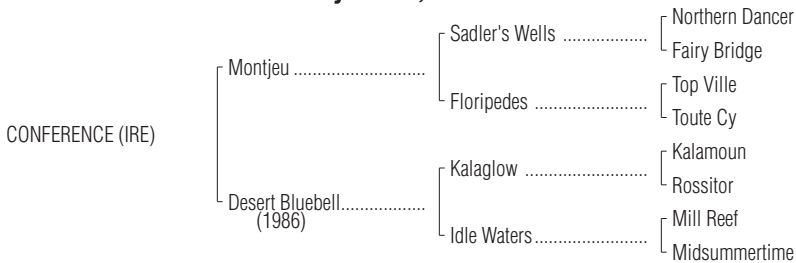 Northern Dancer
Sadler's Wells ..................
Fairy Bridge
Montjeu ...........................
Top Ville
Floripedes ........................
Toute Cy
CONFERENCE (IRE)
Kalamoun
Kalaglow ..........................
Rossitor
Desert Bluebell..................
(1986)
Mill Reef
Idle Waters........................
Midsummertime